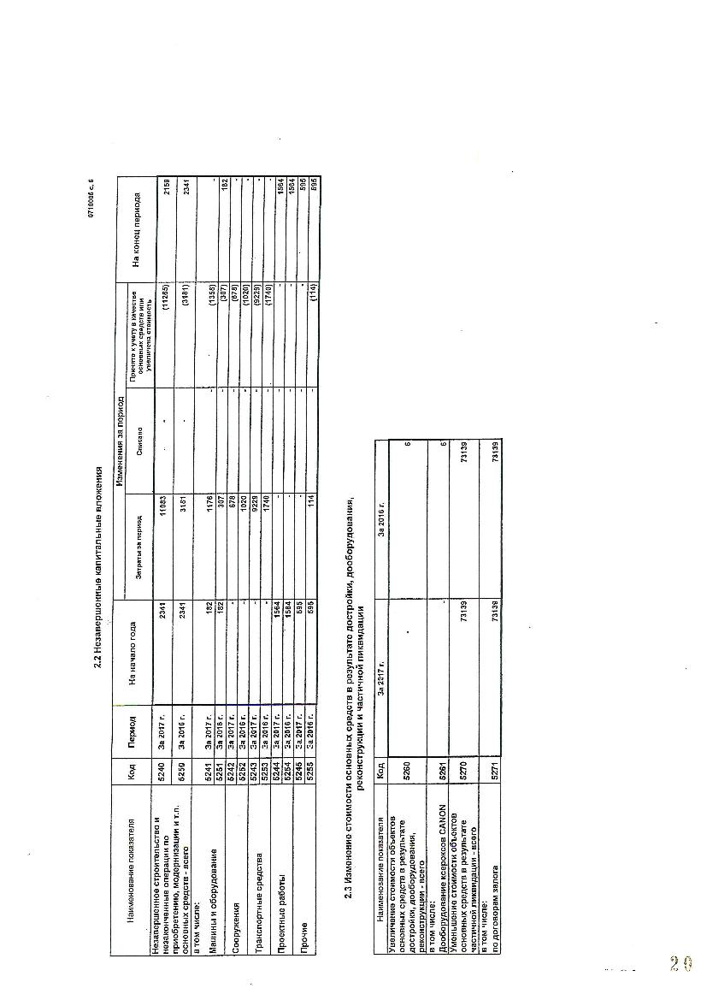 0710005 с. 6
2.2 Незавершенные капитальные вложения
Наименование показателя Код Период На начало года Изменения за период На конец периода
Затраты за период Списано Принято к учету в качестве
основных средств или
увеличена стоимость
Незавершенное строительство и
незаконченные операции по
приобретению, модернизации и т.п.
основных средств - всего
5240 За 2017 г. 2341 11083 - (11265) 2159
5250 За 2016 г. 2341 3181 - (3181) 2341
в том числе:
Машины и оборудование
5241 За 2017 г. 182 1176 - (1358) -
5251 За 2016 г. 182 307 - (307) 182
Сооружения
5242 За 2017 г. - 678 - (678) -
5252 За 2016 г. - 1020 - (1020) -
Транспортные средства
5243 За 2017 г. - 9229 - (9229) -
5253 За 2016 г. - 1740 - (1740) -
Проектные работы
5244 За 2017 г. 1564 - - - 1564
5254 За 2016 г. 1564 - - - 1564
Прочие
5245 За 2017 г. 595 - - - 595
5255 За 2016 г. 595 114 - (114) 595
2.3 Изменение стоимости основных средств в результате достройки, дооборудования,
реконструкции и частичной ликвидации
Наименование показателя Код За 2017 г. За 2016 г.
Увеличение стоимости объектов
основных средств в результате
достройки, дооборудования,
реконструкции - всего
5260 - 6
в том числе:
Дооборудование ксероксов CANON 5261 - 6
Уменьшение стоимости объектов
основных средств в результате
частичной ликвидации - всего
5270 73139 73139
в том числе:
по договорам залога 5271 73139 73139
20